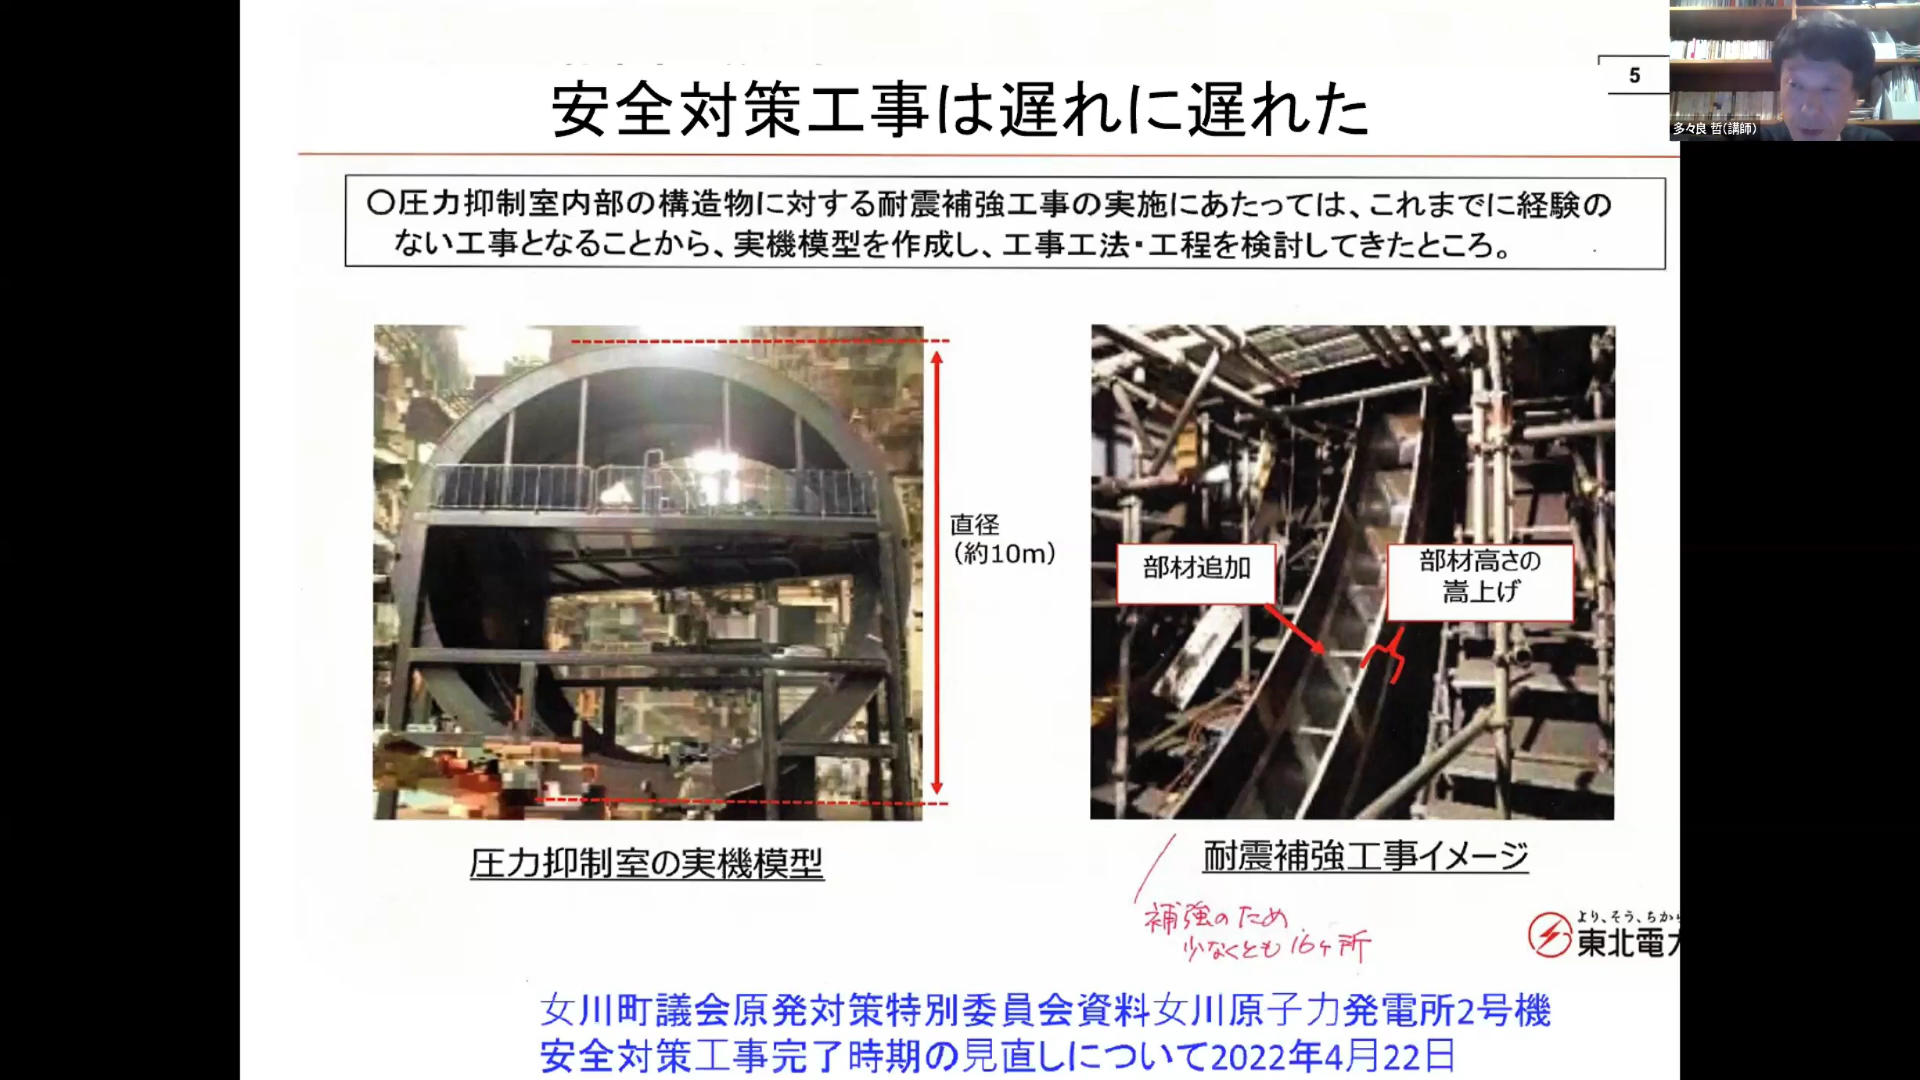 5
多々良 哲(講師)
安全対策工事は遅れに遅れた
○圧力抑制室内部の構造物に対する耐震補強工事の実施にあたっては、これまでに経験の
ない工事となることから、実機模型を作成し、工事工法・工程を検討してきたところ。
直径
(約10m)
部材追加
部材高さの
嵩上げ
圧力抑制室の実機模型
耐震補強工事イメージ
補強のため
少なくとも16ヶ所
より、そう、ちから
東北電力
女川町議会原発対策特別委員会資料女川原子力発電所2号機
安全対策工事完了時期の見直しについて2022年4月22日